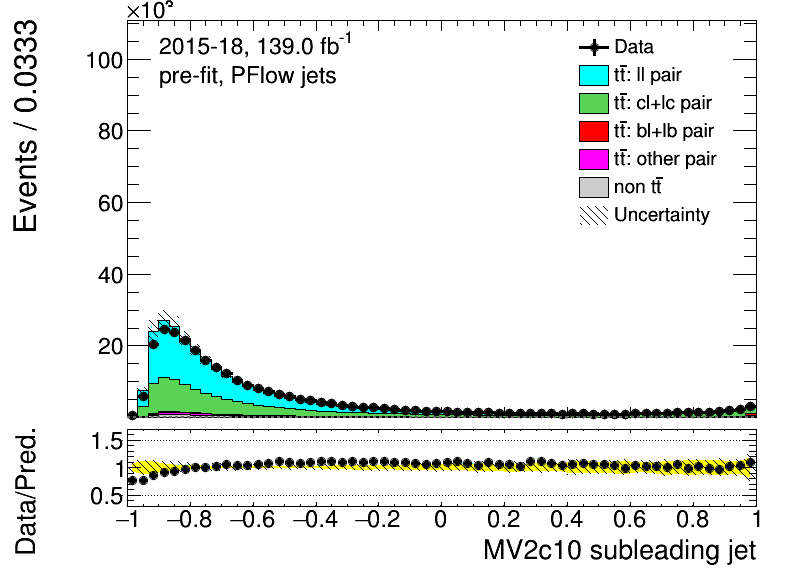 ×10³
Events / 0.0333
100
80
60
40
20
2015-18, 139.0 fb⁻¹
pre-fit, PFlow jets
Data
tt̄: ll pair
tt̄: cl+lc pair
tt̄: bl+lb pair
tt̄: other pair
non tt̄
Uncertainty
Data/Pred.
1.5
1
0.5
−1 −0.8 −0.6 −0.4 −0.2 0 0.2 0.4 0.6 0.8 1
MV2c10 subleading jet